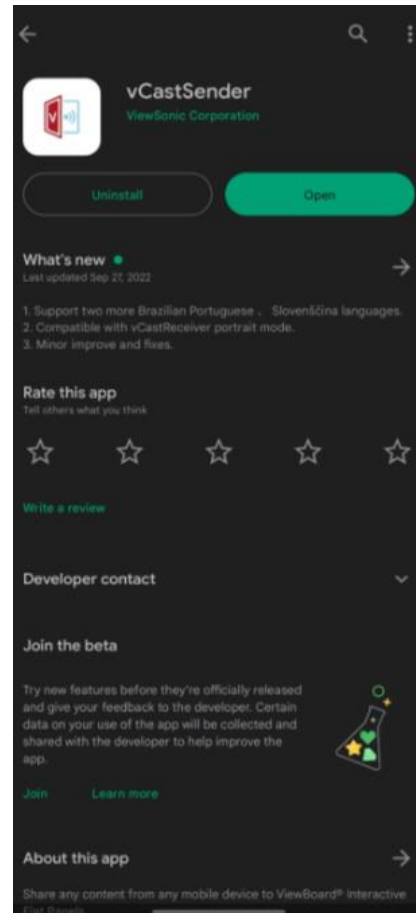 vCastSender
ViewSonic Corporation
Uninstall
Open
What's new
Last updated Sep 27, 2022
1. Support two more Brazilian Portuguese 、 Slovenščina languages.
2. Compatible with vCastReceiver portrait mode.
3. Minor improve and fixes.
Rate this app
Tell others what you think
Write a review
Developer contact
Join the beta
Try new features before they're officially released
and give your feedback to the developer. Certain
data on your use of the app will be collected and
shared with the developer to help improve the
app.
Join
Learn more
About this app
Share any content from any mobile device to ViewBoard® Interactive
Flat Panels